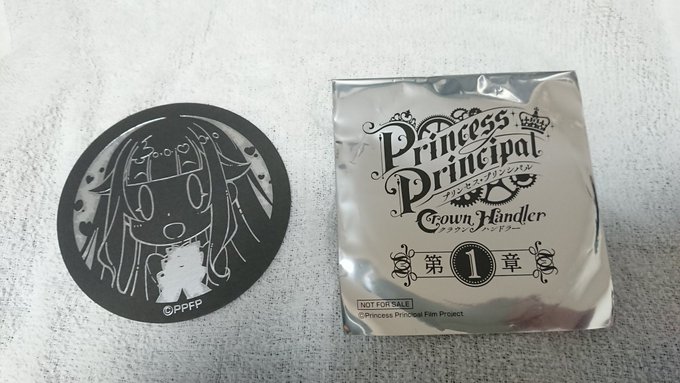 ©PPFP
Princess
Principal
プリンセス・プリンシパル
Crown Handler
クラウン ハンドラー
第1章
NOT FOR SALE
©Princess Principal Film Project